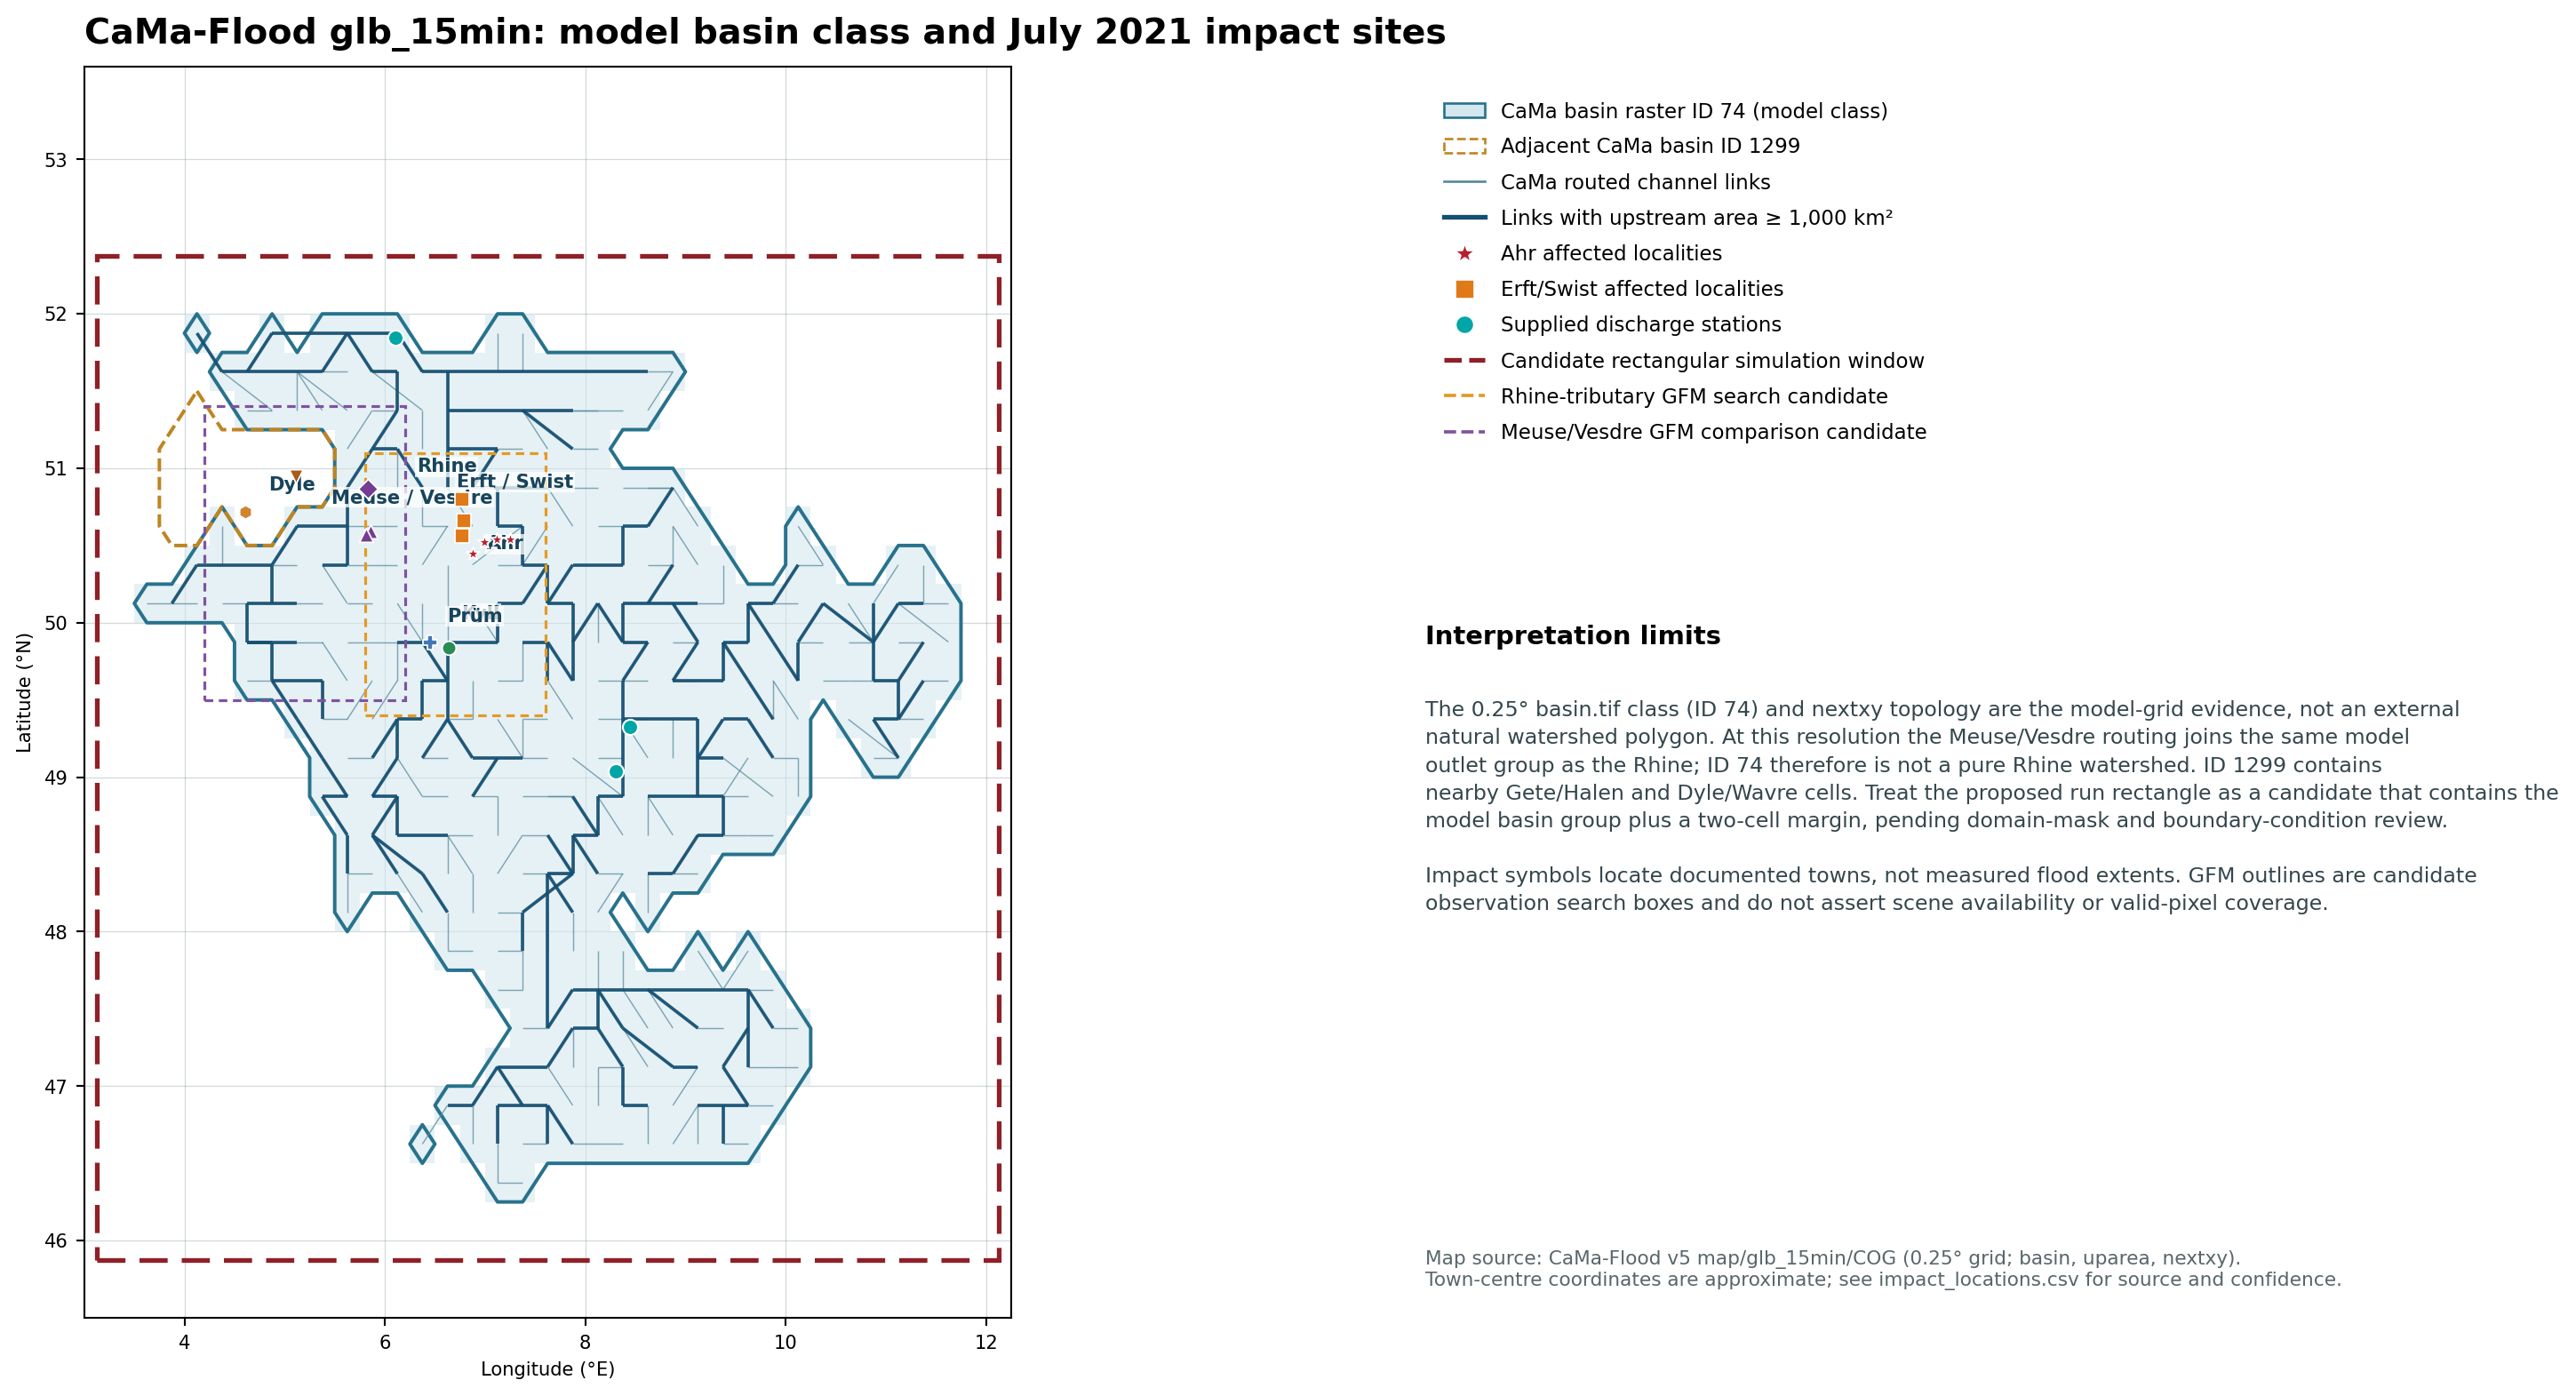 CaMa-Flood glb_15min: model basin class and July 2021 impact sites
CaMa basin raster ID 74 (model class)
Adjacent CaMa basin ID 1299
CaMa routed channel links
Links with upstream area ≥ 1,000 km²
Ahr affected localities
Erft/Swist affected localities
Supplied discharge stations
Candidate rectangular simulation window
Rhine-tributary GFM search candidate
Meuse/Vesdre GFM comparison candidate
53
52
51
50
49
48
47
46
Latitude (°N)
Rhine
Erft / Swist
Dyle
Meuse / Vesdre
Ahr
Prüm
4
6
8
10
12
Longitude (°E)
Interpretation limits
The 0.25° basin.tif class (ID 74) and nextxy topology are the model-grid evidence, not an external
natural watershed polygon. At this resolution the Meuse/Vesdre routing joins the same model
outlet group as the Rhine; ID 74 therefore is not a pure Rhine watershed. ID 1299 contains
nearby Gete/Halen and Dyle/Wavre cells. Treat the proposed run rectangle as a candidate that contains the
model basin group plus a two-cell margin, pending domain-mask and boundary-condition review.
Impact symbols locate documented towns, not measured flood extents. GFM outlines are candidate
observation search boxes and do not assert scene availability or valid-pixel coverage.
Map source: CaMa-Flood v5 map/glb_15min/COG (0.25° grid; basin, uparea, nextxy).
Town-centre coordinates are approximate; see impact_locations.csv for source and confidence.